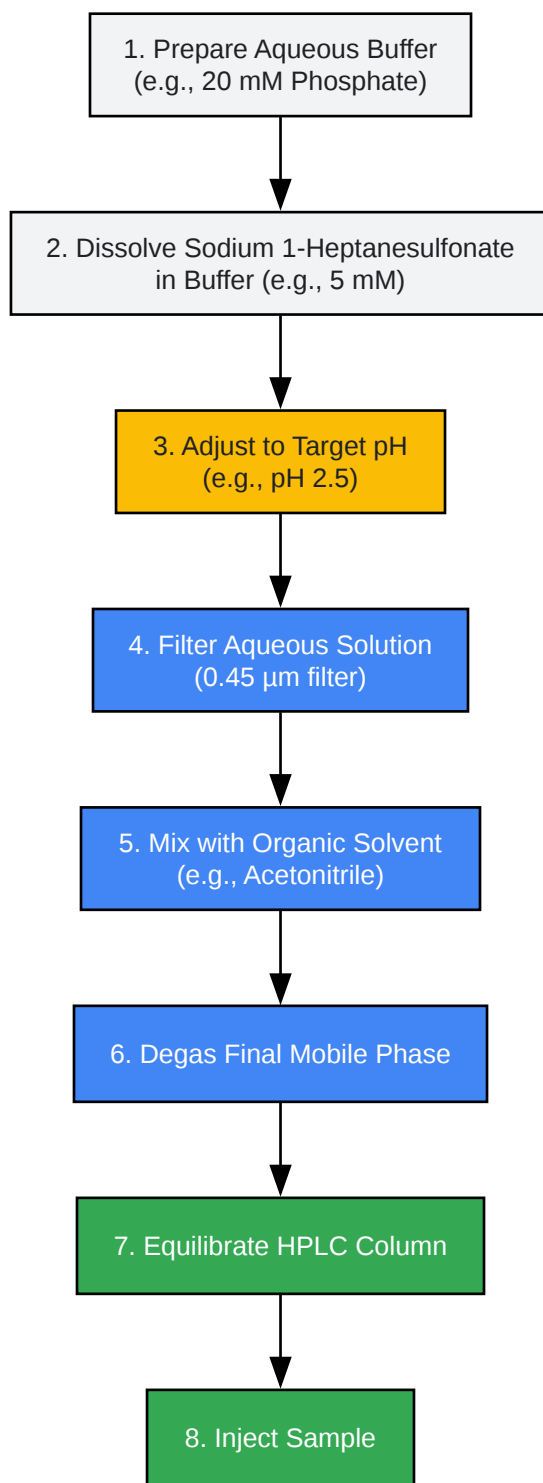 1. Prepare Aqueous Buffer
(e.g., 20 mM Phosphate)
2. Dissolve Sodium 1-Heptanesulfonate
in Buffer (e.g., 5 mM)
3. Adjust to Target pH
(e.g., pH 2.5)
4. Filter Aqueous Solution
(0.45 µm filter)
5. Mix with Organic Solvent
(e.g., Acetonitrile)
6. Degas Final Mobile Phase
7. Equilibrate HPLC Column
8. Inject Sample